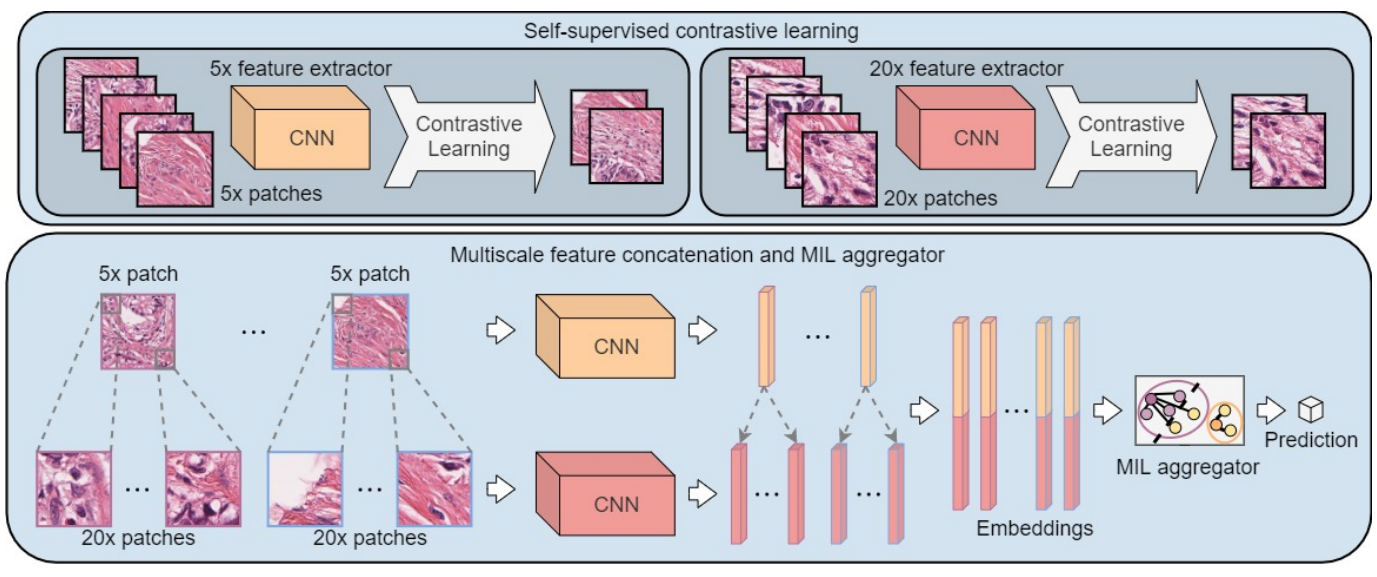 Self-supervised contrastive learning
5x feature extractor
CNN
Contrastive
Learning
5x patches
20x feature extractor
CNN
Contrastive
Learning
20x patches
Multiscale feature concatenation and MIL aggregator
5x patch
5x patch
...
CNN
...
...
...
20x patches
20x patches
CNN
...
...
...
Embeddings
MIL aggregator
Prediction